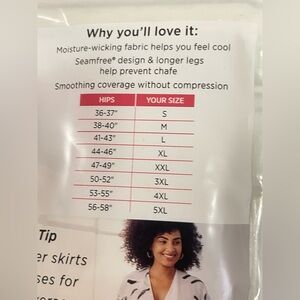 Why you'll love it:
Moisture-wicking fabric helps you feel cool
Seamfree® design & longer legs
help prevent chafe
Smoothing coverage without compression
HIPS YOUR SIZE
36-37" S
38-40" M
41-43" L
44-46" XL
47-49" XXL
50-52" 3XL
53-55" 4XL
56-58" 5XL
Tip
er skirts
ses for